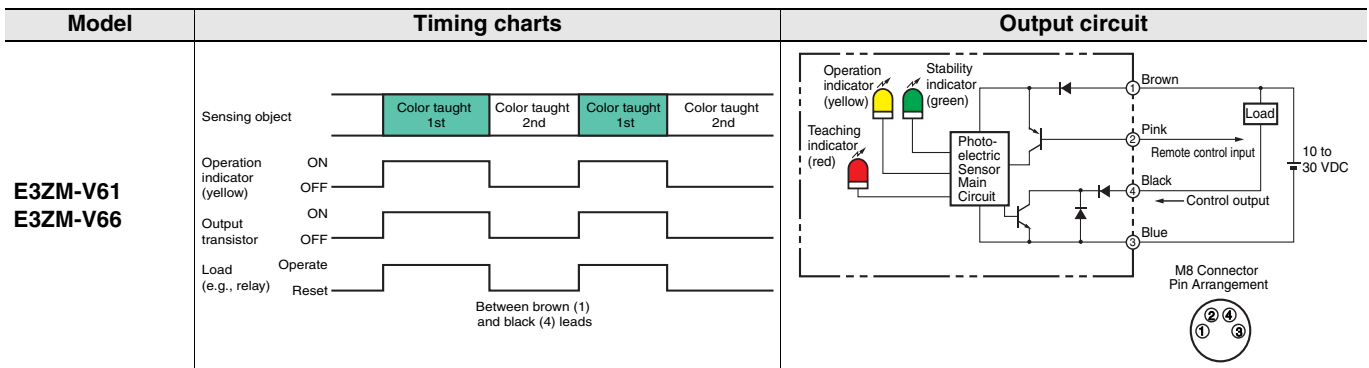 Model
Timing charts
Output circuit
E3ZM-V61
E3ZM-V66
Sensing object
Color taught
1st
Color taught
2nd
Color taught
1st
Color taught
2nd
Operation
indicator
(yellow)
ON
OFF
Output
transistor
ON
OFF
Load
(e.g., relay)
Operate
Reset
Between brown (1)
and black (4) leads
Operation
indicator
(yellow)
Stability
indicator
(green)
Teaching
indicator
(red)
Photo-
electric
Sensor
Main
Circuit
1
Brown
Load
2
Pink
Remote control input
10 to
30 VDC
4
Black
Control output
3
Blue
M8 Connector
Pin Arrangement
2 4
1 3